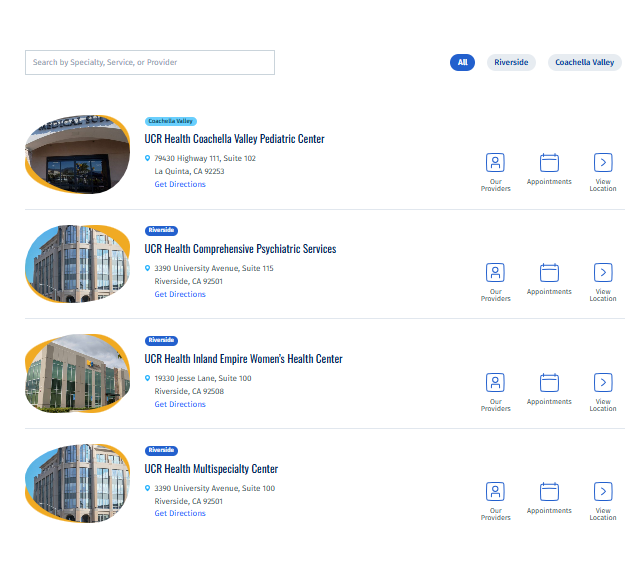 Search by Specialty, Service, or Provider
All
Riverside
Coachella Valley
Coachella Valley
UCR Health Coachella Valley Pediatric Center
79430 Highway 111, Suite 102
La Quinta, CA 92253
Get Directions
Our
Providers
Appointments
View
Location
Riverside
UCR Health Comprehensive Psychiatric Services
3390 University Avenue, Suite 115
Riverside, CA 92501
Get Directions
Our
Providers
Appointments
View
Location
Riverside
UCR Health Inland Empire Women's Health Center
19330 Jesse Lane, Suite 100
Riverside, CA 92508
Get Directions
Our
Providers
Appointments
View
Location
Riverside
UCR Health Multispecialty Center
3390 University Avenue, Suite 100
Riverside, CA 92501
Get Directions
Our
Providers
Appointments
View
Location